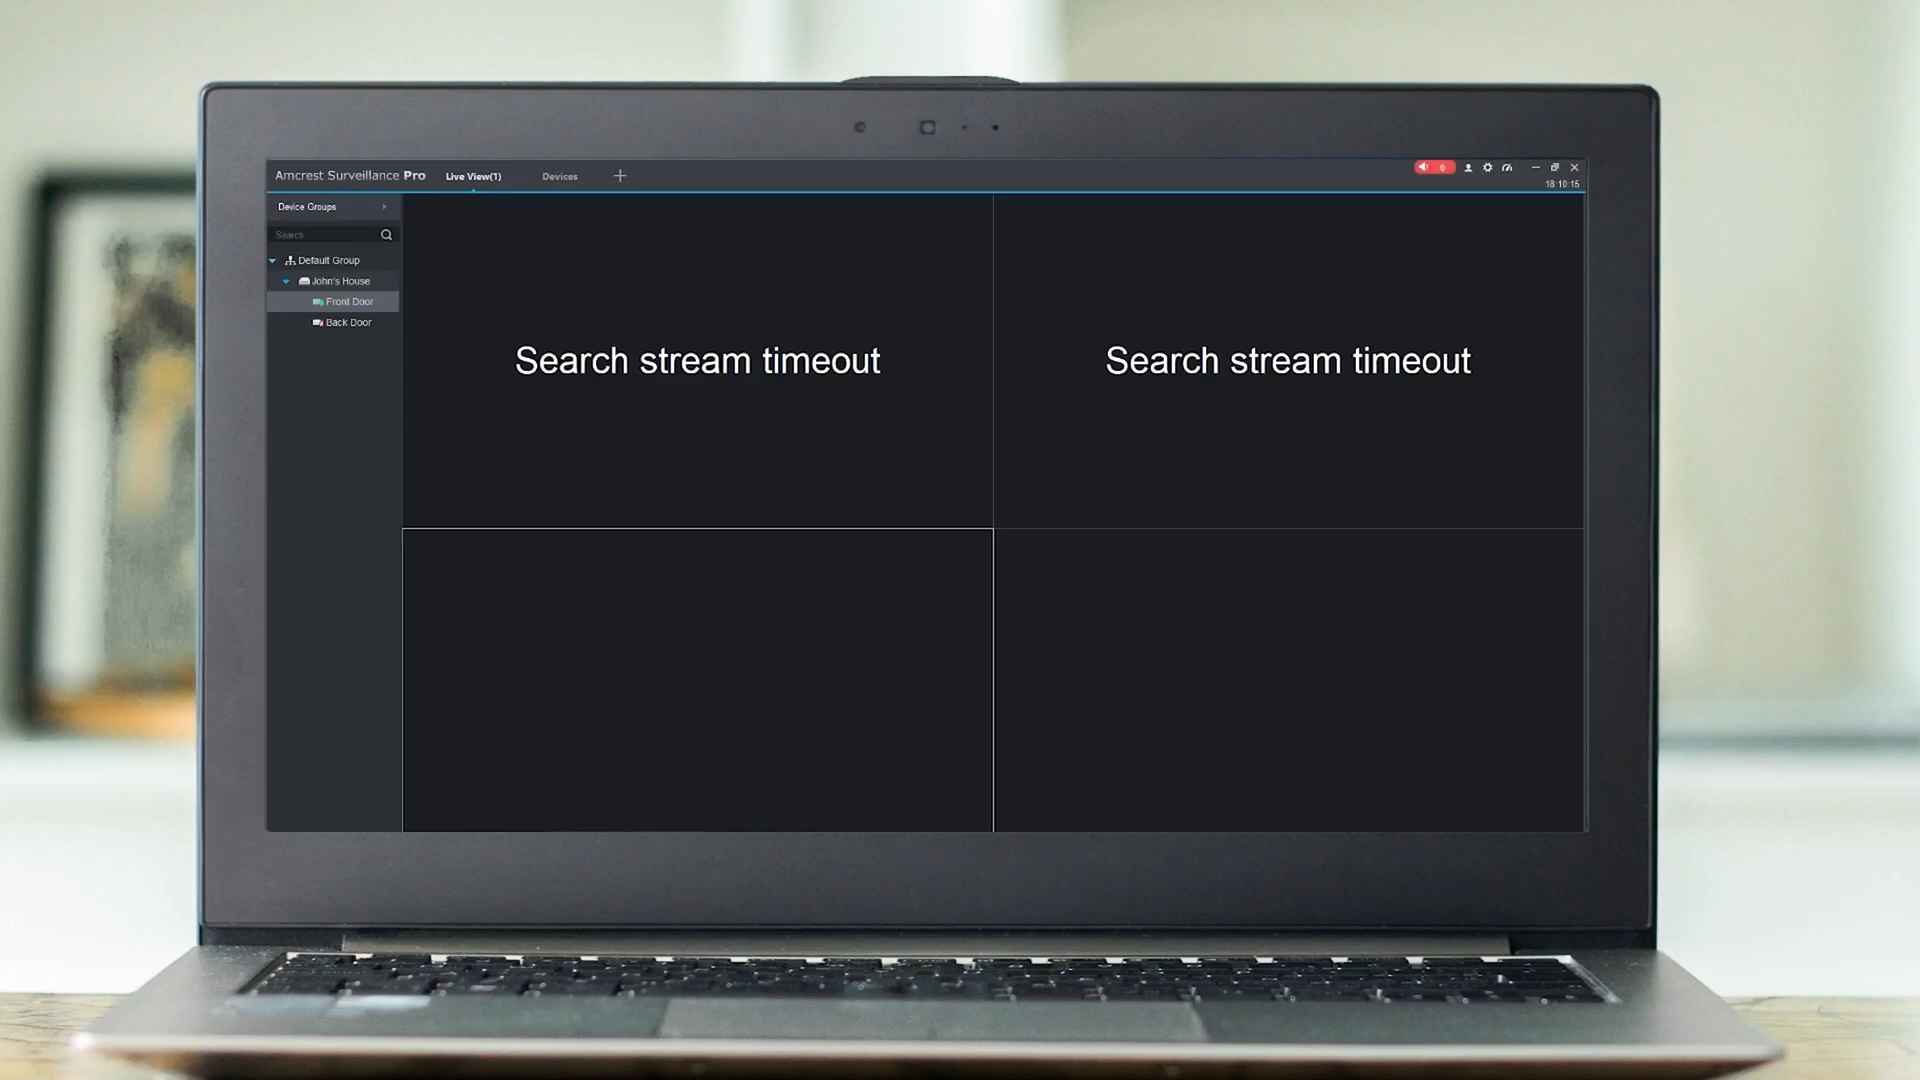 Amcrest Surveillance Pro
Live View(1)
Devices
0
18:10:15
Device Groups
Search...
Default Group
John's House
Front Door
Back Door
Search stream timeout
Search stream timeout